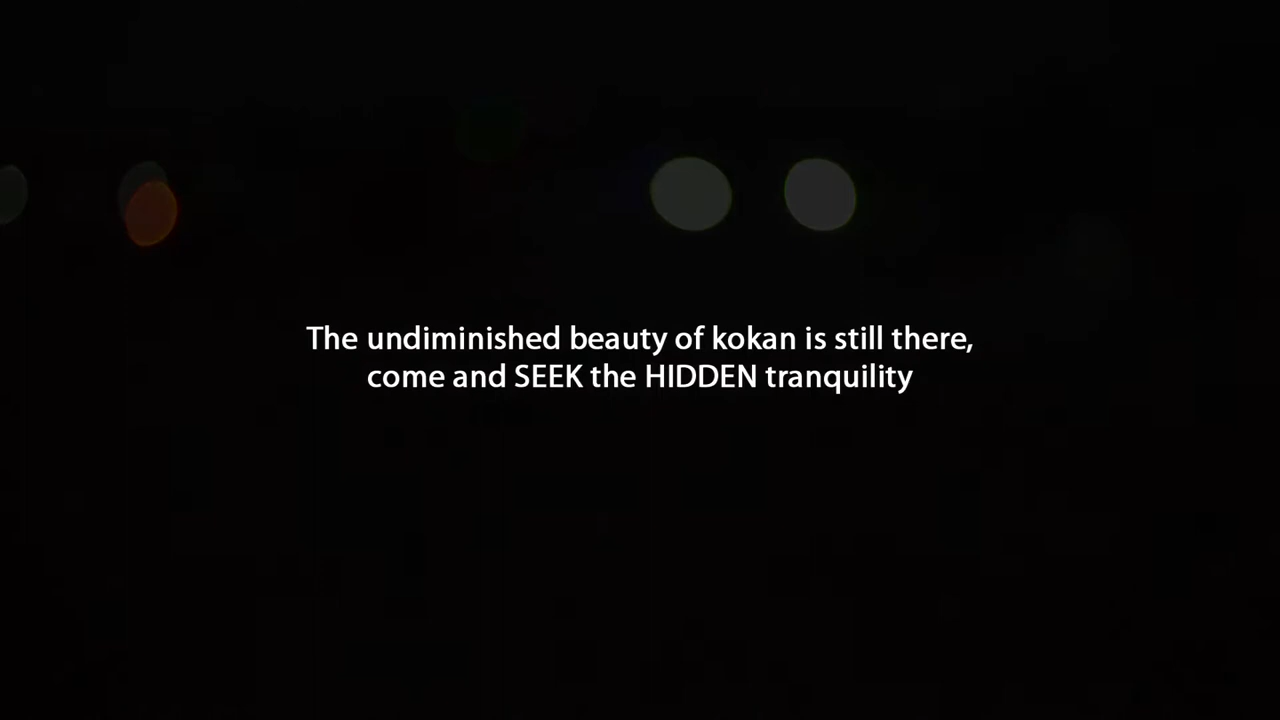 The undiminished beauty of kokan is still there,
come and SEEK the HIDDEN tranquility